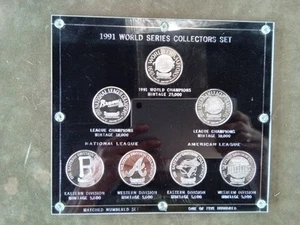 1991 WORLD SERIES COLLECTORS SET
1991 WORLD CHAMPIONS
MINTAGE 25,000
LEAGUE CHAMPIONS
MINTAGE 10,000
LEAGUE CHAMPIONS
MINTAGE 10,000
NATIONAL LEAGUE
AMERICAN LEAGUE
EASTERN DIVISION
MINTAGE 5,000
WESTERN DIVISION
MINTAGE 5,000
EASTERN DIVISION
MINTAGE 5,000
WESTERN DIVISION
MINTAGE 5,000
MATCHED NUMBERED SET
ONE OF FIVE HUNDRED